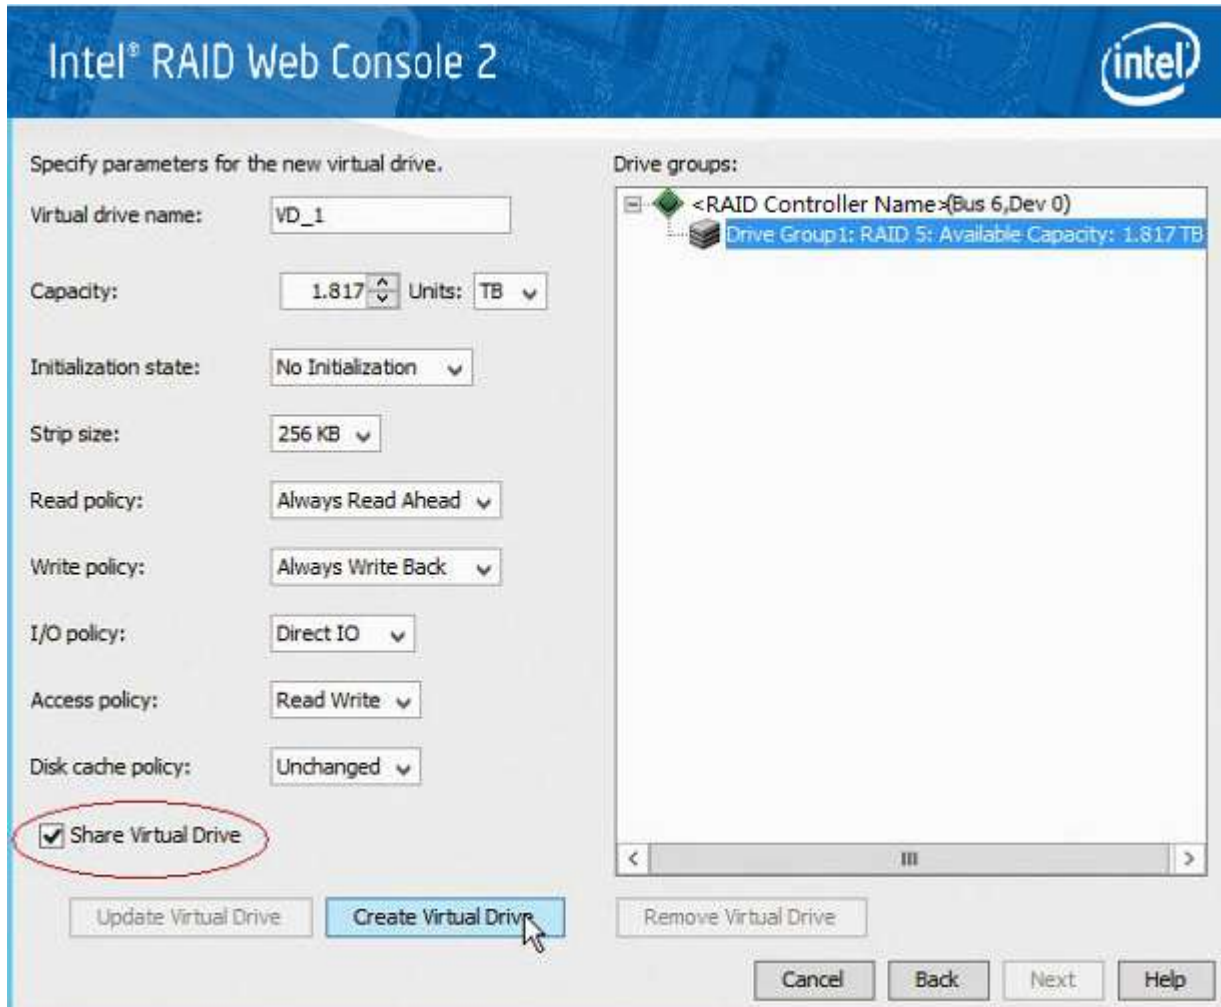 Intel® RAID Web Console 2
intel
Specify parameters for the new virtual drive.
Virtual drive name: VD_1
Capacity: 1.817 Units: TB
Initialization state: No Initialization
Strip size: 256 KB
Read policy: Always Read Ahead
Write policy: Always Write Back
I/O policy: Direct IO
Access policy: Read Write
Disk cache policy: Unchanged
Share Virtual Drive
Update Virtual Drive
Create Virtual Drive
Drive groups:
<RAID Controller Name>(Bus 6,Dev 0)
Drive Group1: RAID 5: Available Capacity: 1.817 TB
Remove Virtual Drive
Cancel
Back
Next
Help